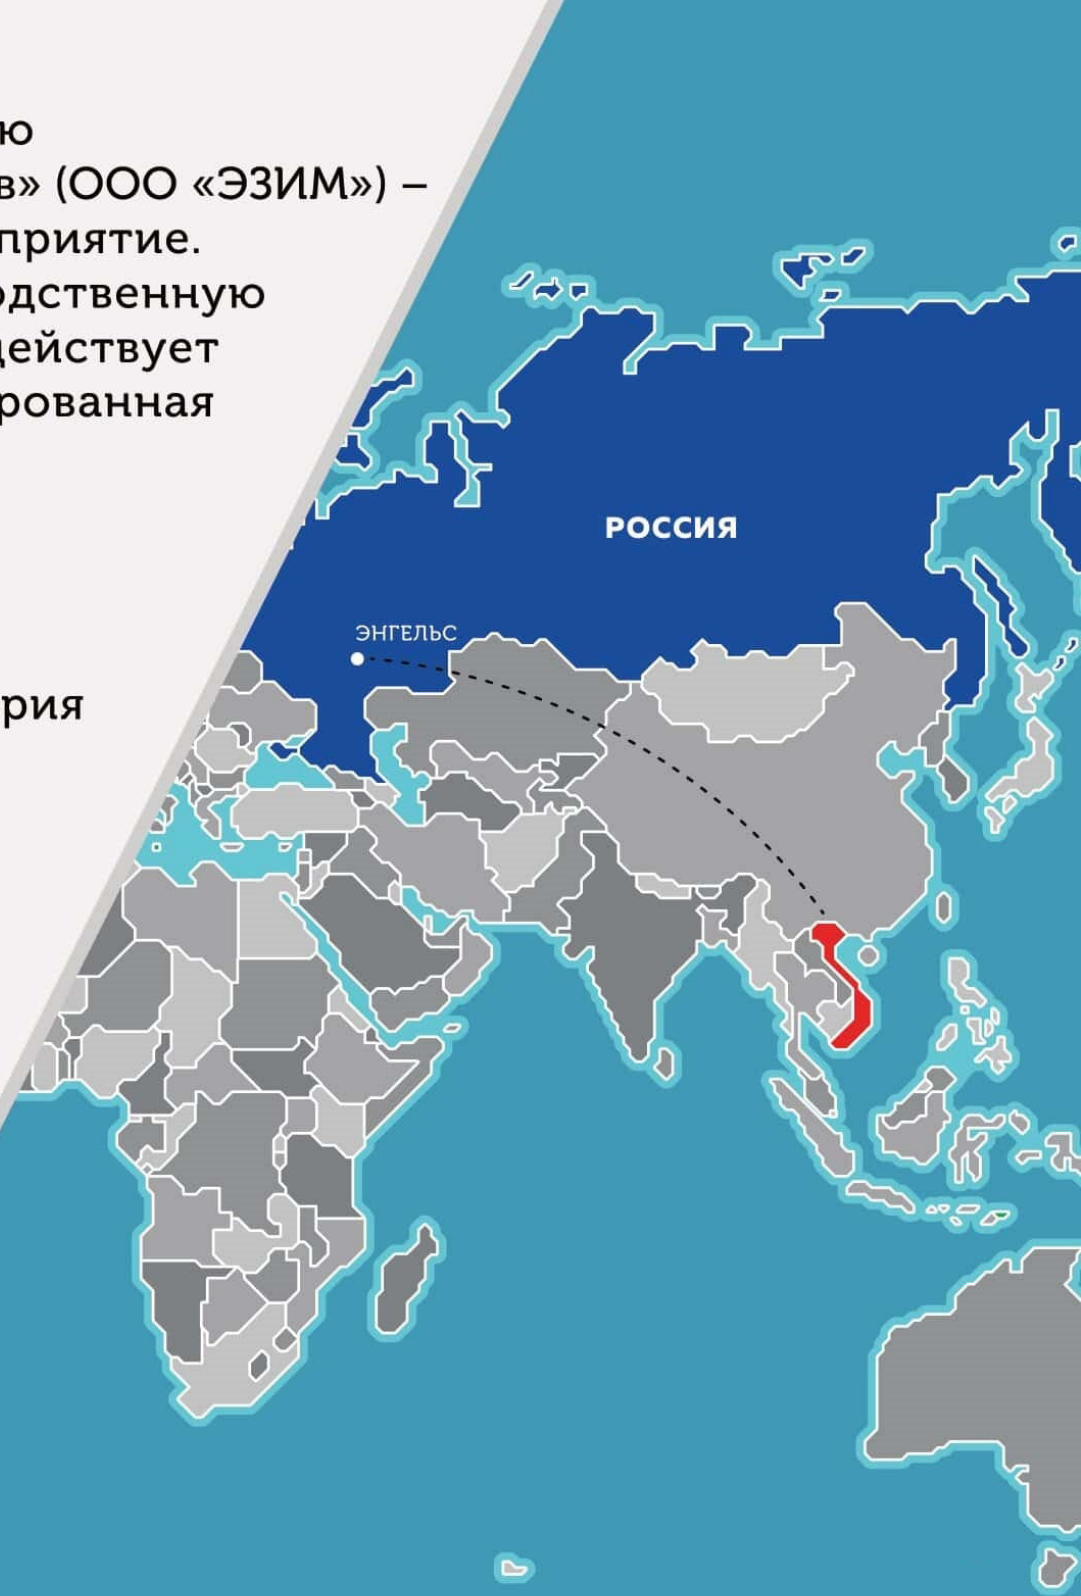 ю
в» (ООО «ЭЗИМ») –
приятие.
одственную
действует
рованная
рия
РОССИЯ
ЭНГЕЛЬС